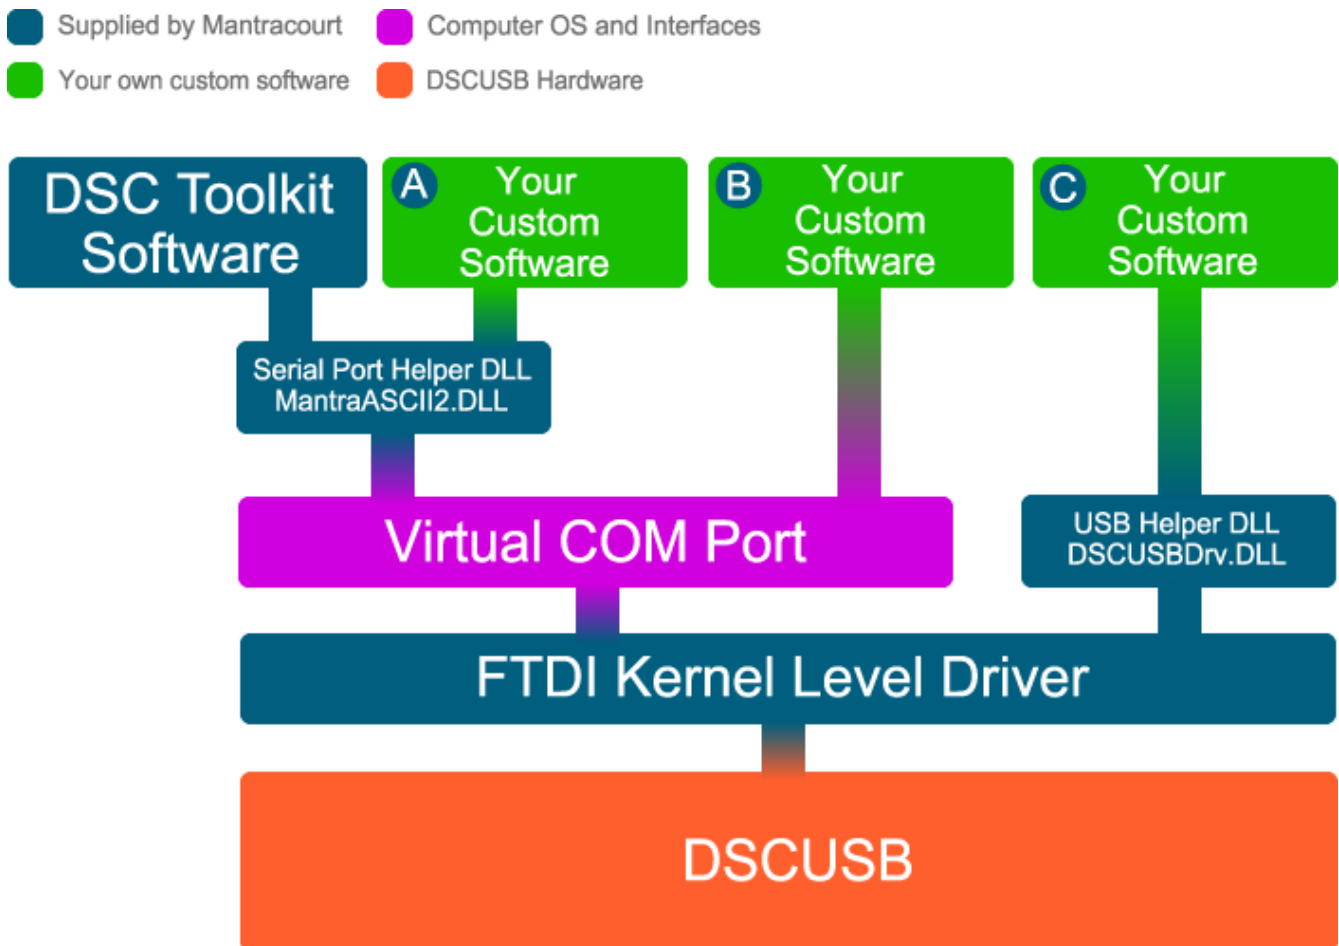 Supplied by Mantracourt
Computer OS and Interfaces
Your own custom software
DSCUSB Hardware
DSC Toolkit
Software
A
Your
Custom
Software
B
Your
Custom
Software
C
Your
Custom
Software
Serial Port Helper DLL
MantraASCII2.DLL
Virtual COM Port
USB Helper DLL
DSCUSBDrv.DLL
FTDI Kernel Level Driver
DSCUSB